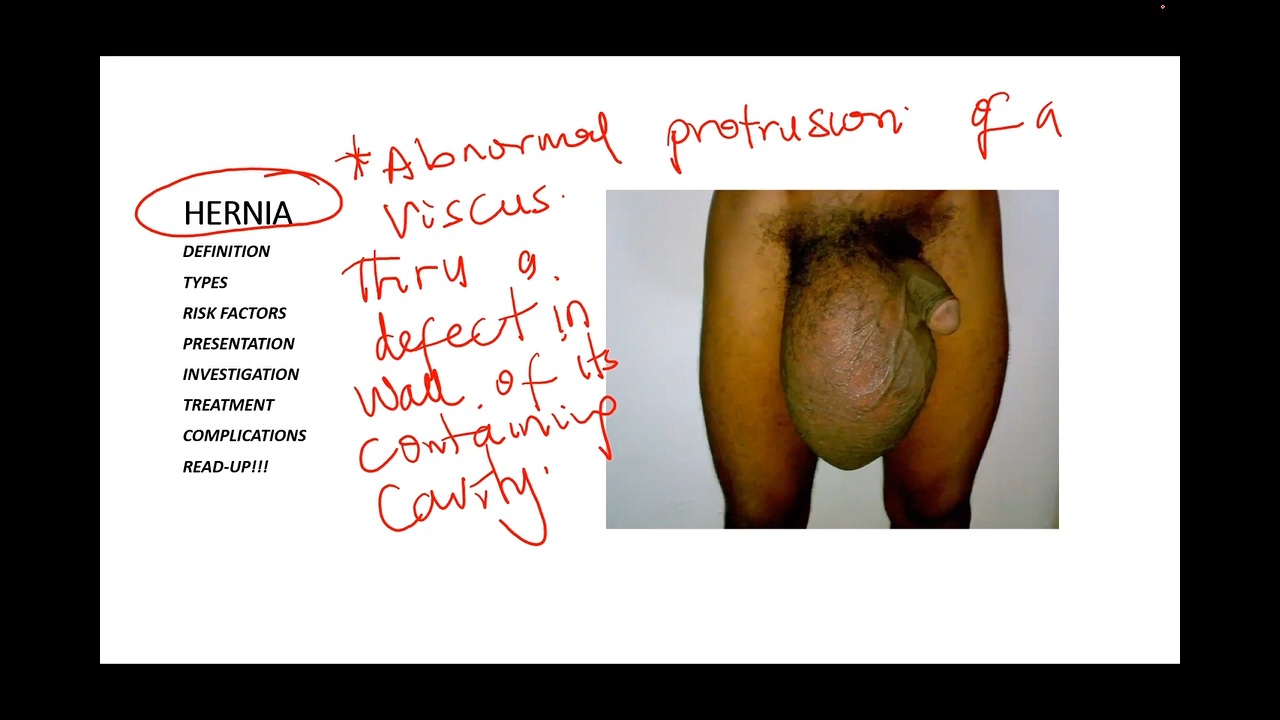 *Abnormal protrusion of a
viscus.
HERNIA
thru a
defect in
wall of its
containing
cavity.
DEFINITION
TYPES
RISK FACTORS
PRESENTATION
INVESTIGATION
TREATMENT
COMPLICATIONS
READ-UP!!!